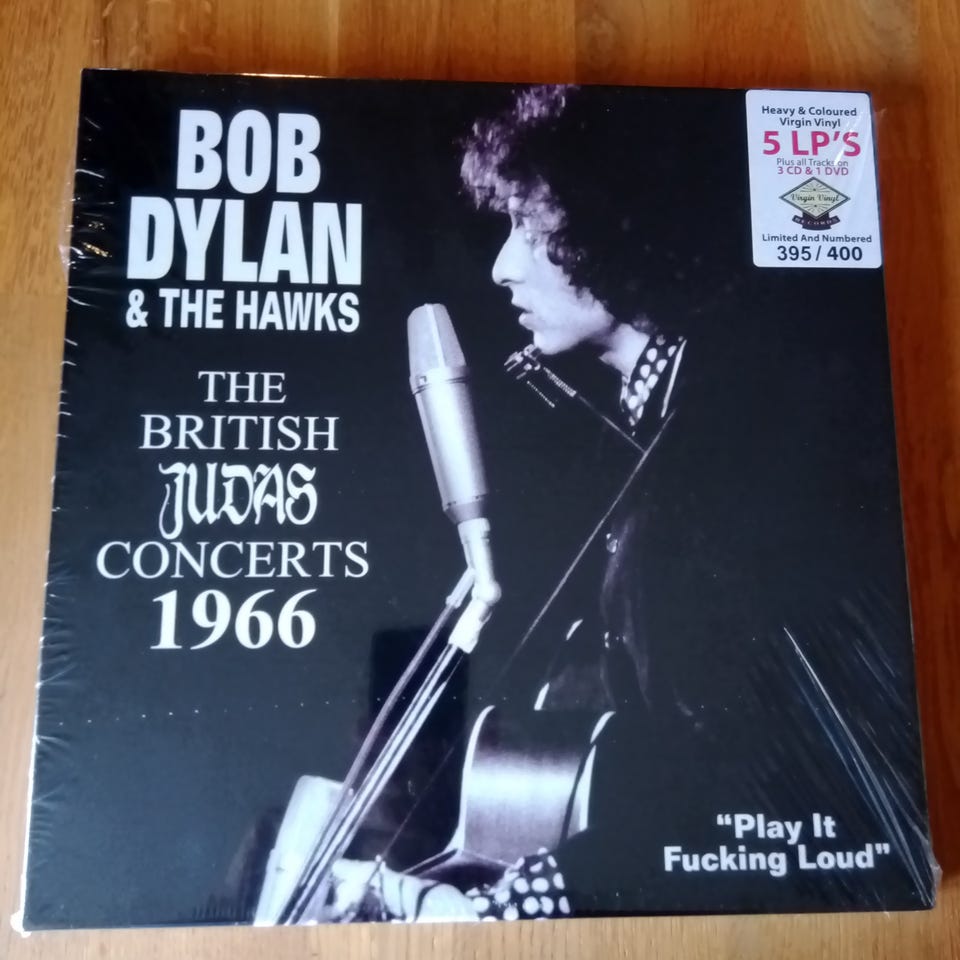 BOB
DYLAN
& THE HAWKS
THE
BRITISH
JUDAS
CONCERTS
1966
Heavy & Coloured
Virgin Vinyl
5 LP'S
Plus all Tracks on
3 CD & 1 DVD
Virgin Vinyl
RECORDS
Limited And Numbered
395 / 400
“Play It
Fucking Loud”